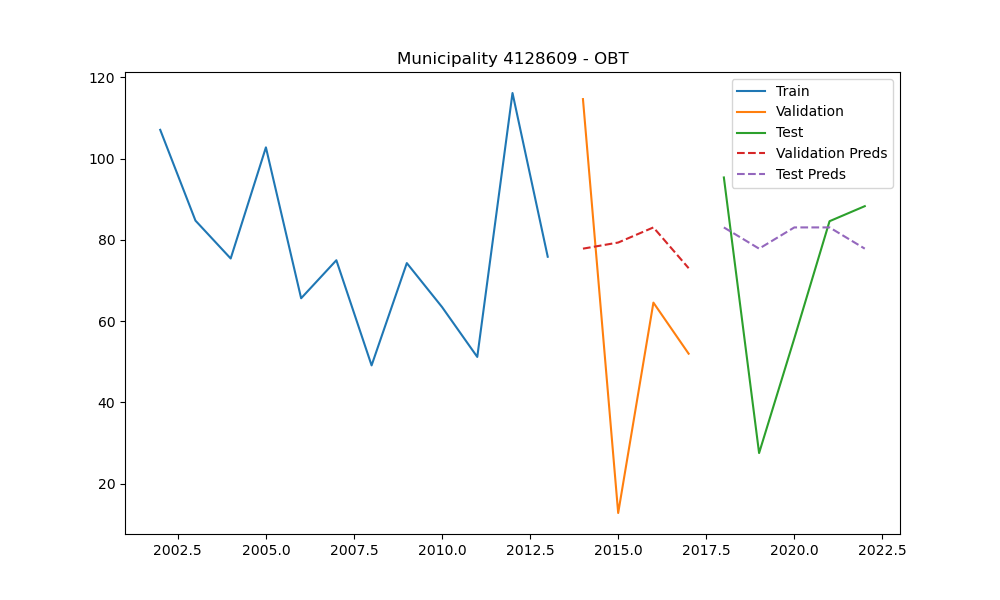 Municipality 4128609 - OBT
120
100
80
60
40
20
2002.5 2005.0 2007.5 2010.0 2012.5 2015.0 2017.5 2020.0 2022.5
Train
Validation
Test
Validation Preds
Test Preds